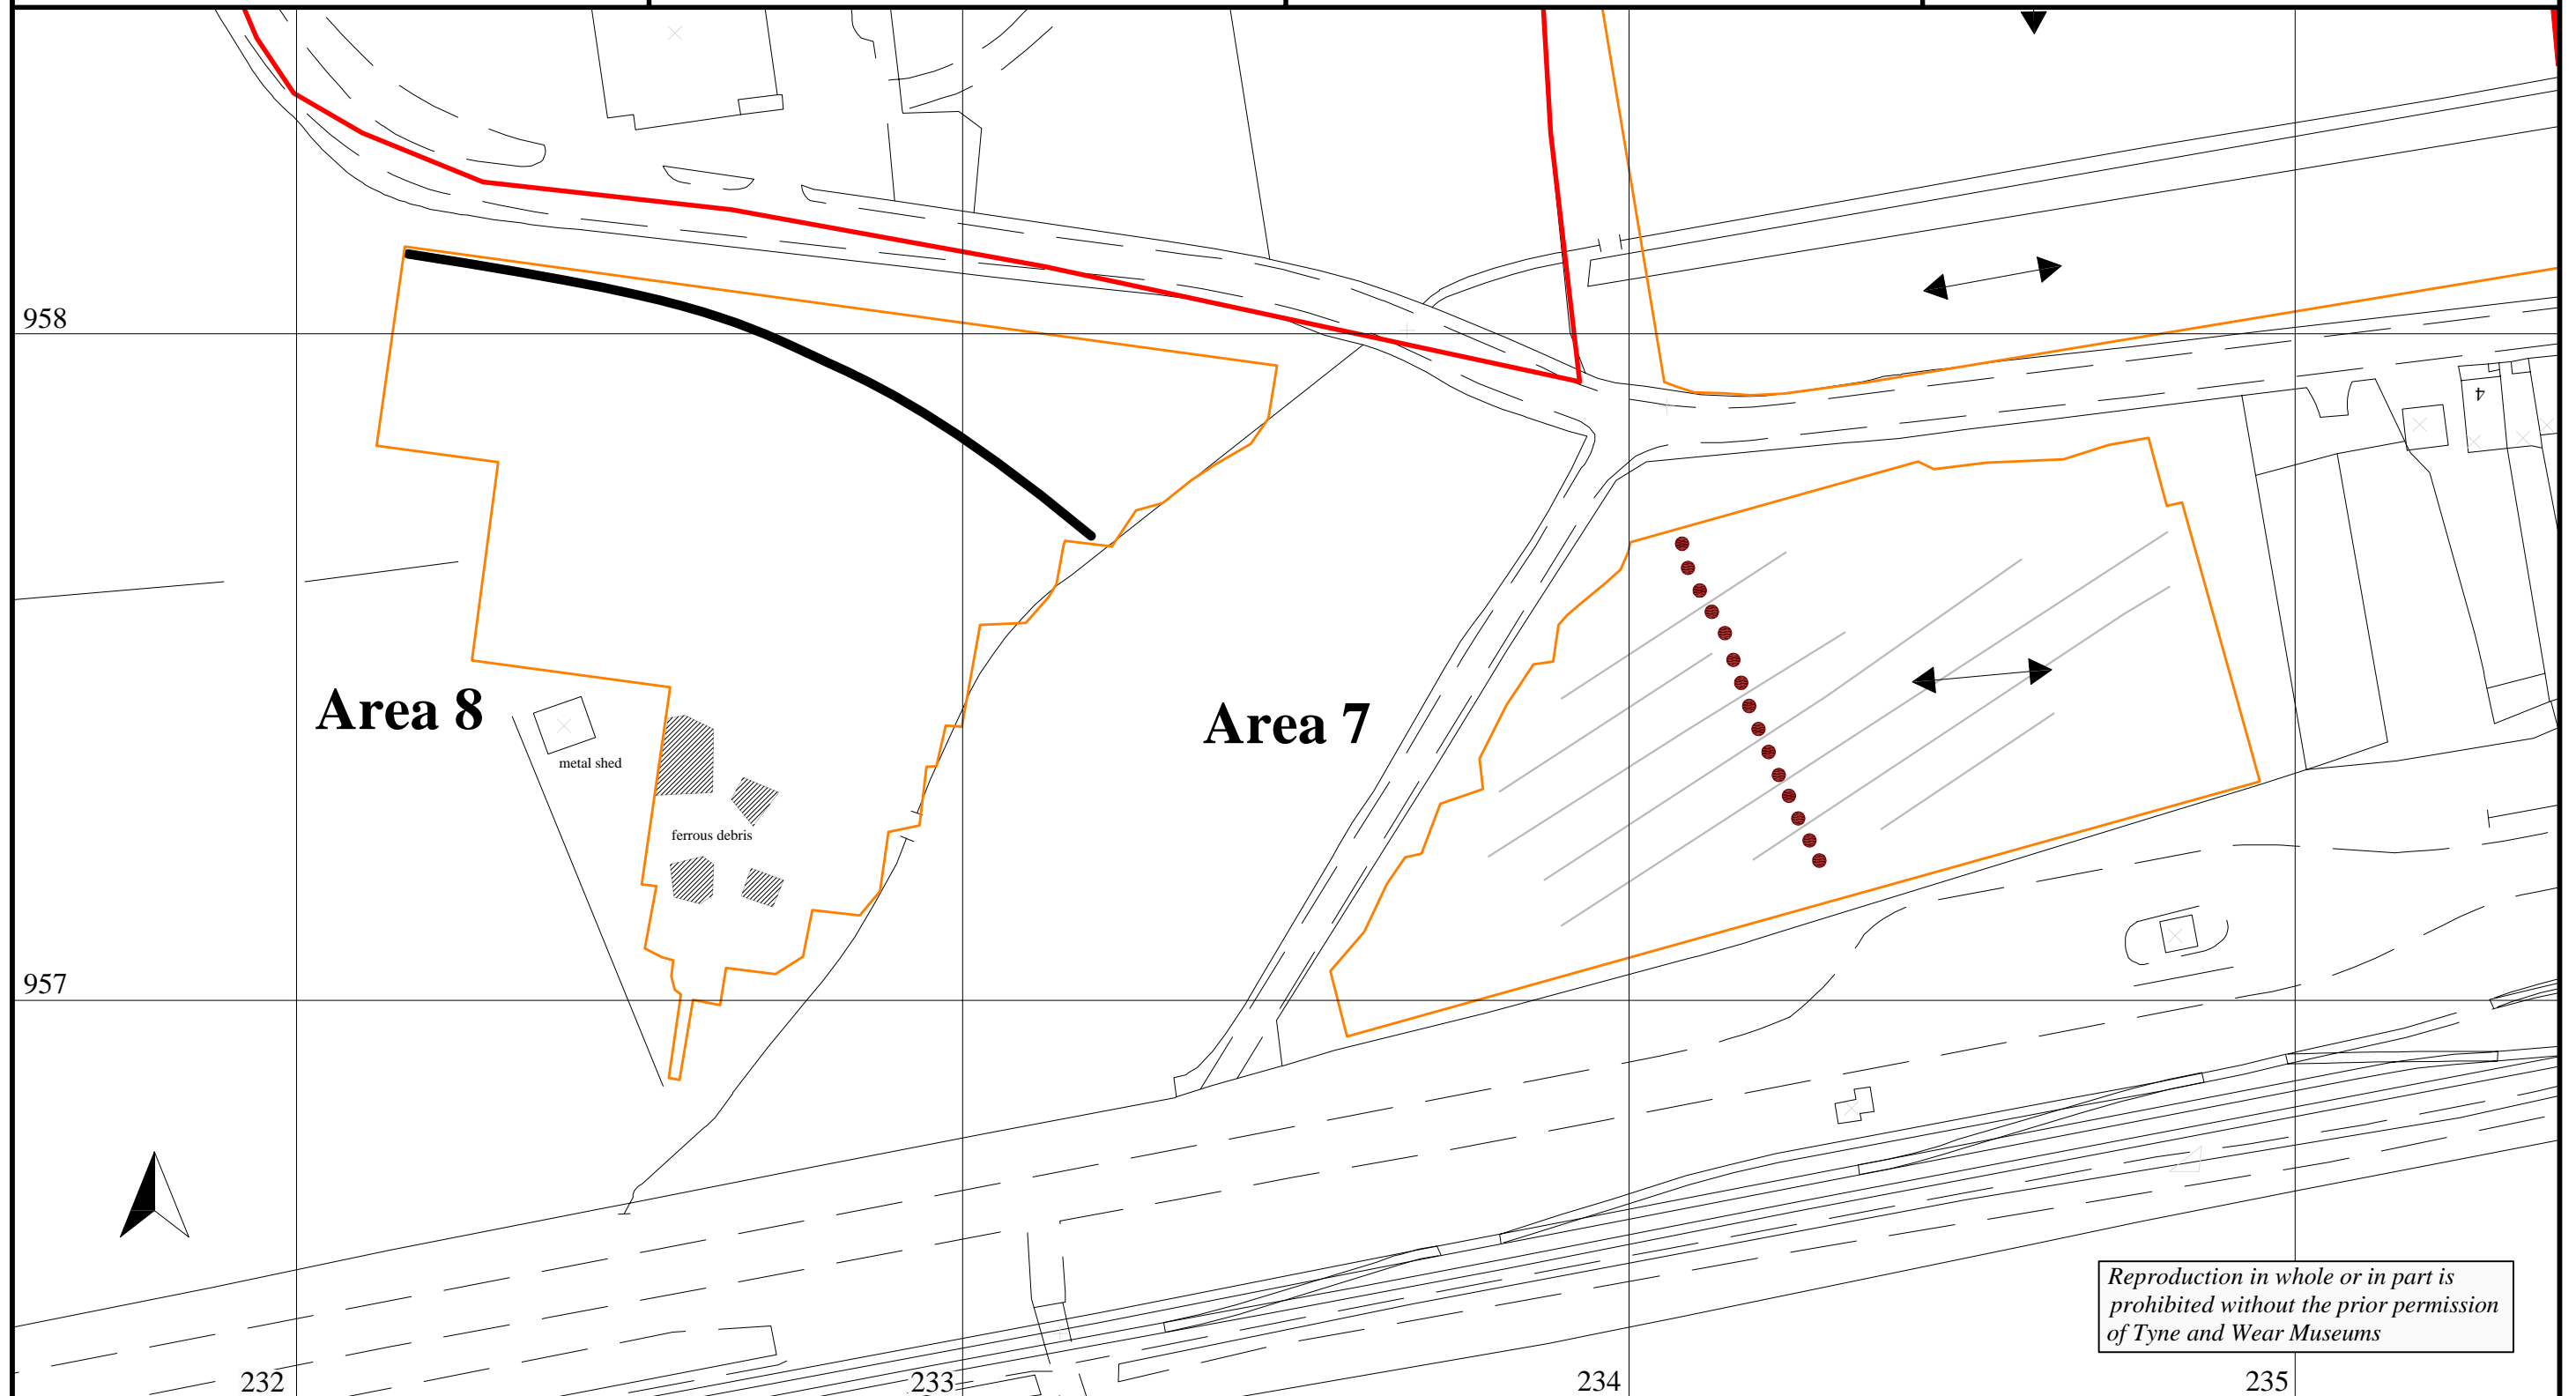 4
958
Area 8
Area 7
metal shed
ferrous debris
957
Reproduction in whole or in part is
prohibited without the prior permission
of Tyne and Wear Museums
232
233
234
235